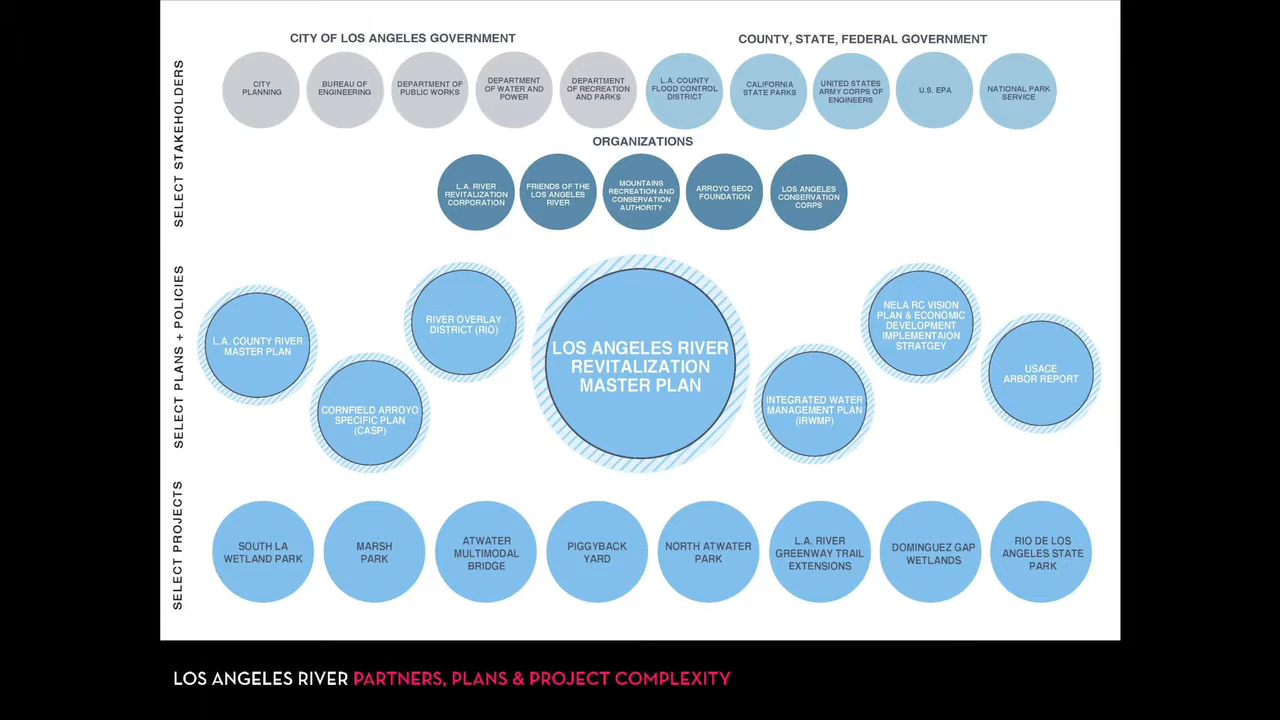 SELECT STAKEHOLDERS
CITY OF LOS ANGELES GOVERNMENT
COUNTY, STATE, FEDERAL GOVERNMENT
CITY
PLANNING
BUREAU OF
ENGINEERING
DEPARTMENT OF
PUBLIC WORKS
DEPARTMENT
OF WATER AND
POWER
DEPARTMENT
OF RECREATION
AND PARKS
L.A. COUNTY
FLOOD CONTROL
DISTRICT
CALIFORNIA
STATE PARKS
UNITED STATES
ARMY CORPS OF
ENGINEERS
U.S. EPA
NATIONAL PARK
SERVICE
ORGANIZATIONS
L.A. RIVER
REVITALIZATION
CORPORATION
FRIENDS OF THE
LOS ANGELES
RIVER
MOUNTAINS
RECREATION AND
CONSERVATION
AUTHORITY
ARROYO SECO
FOUNDATION
LOS ANGELES
CONSERVATION
CORPS
SELECT PLANS + POLICIES
L.A. COUNTY RIVER
MASTER PLAN
CORNFIELD ARROYO
SPECIFIC PLAN
(CASP)
RIVER OVERLAY
DISTRICT (RIO)
LOS ANGELES RIVER
REVITALIZATION
MASTER PLAN
INTEGRATED WATER
MANAGEMENT PLAN
(IRWMP)
NELA RC VISION
PLAN & ECONOMIC
DEVELOPMENT
IMPLEMENTAION
STRATGEY
USACE
ARBOR REPORT
SELECT PROJECTS
SOUTH LA
WETLAND PARK
MARSH
PARK
ATWATER
MULTIMODAL
BRIDGE
PIGGYBACK
YARD
NORTH ATWATER
PARK
L.A. RIVER
GREENWAY TRAIL
EXTENSIONS
DOMINGUEZ GAP
WETLANDS
RIO DE LOS
ANGELES STATE
PARK
LOS ANGELES RIVER PARTNERS, PLANS & PROJECT COMPLEXITY